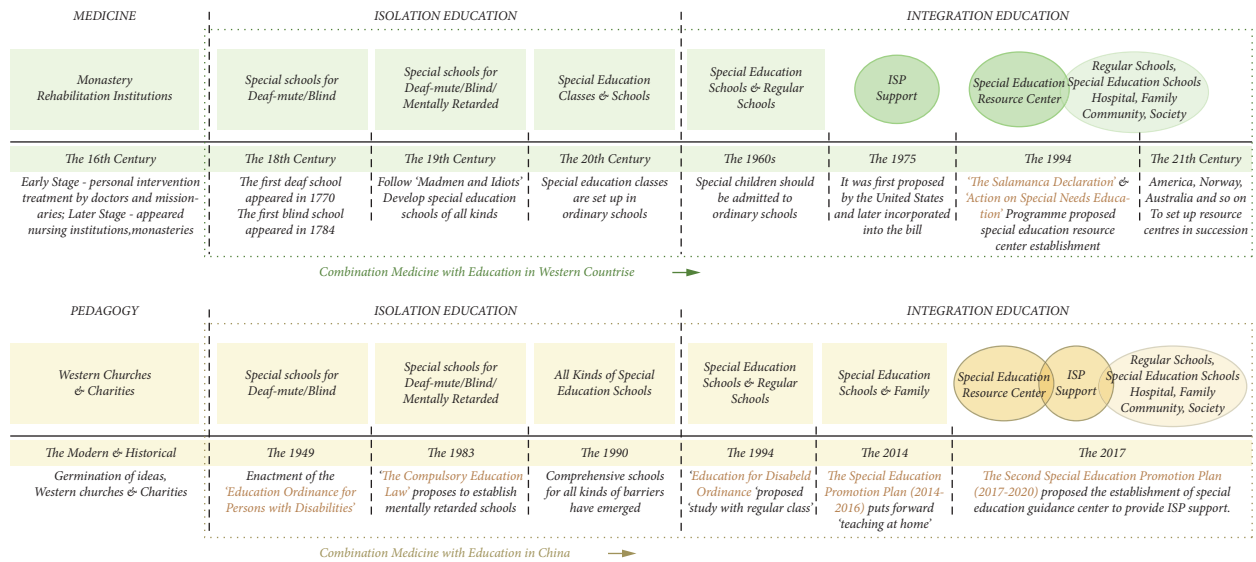 MEDICINE
ISOLATION EDUCATION
INTEGRATION EDUCATION
Monastery
Rehabilitation Institutions
Special schools for
Deaf-mute/Blind
Special schools for
Deaf-mute/Blind/
Mentally Retarded
Special Education
Classes & Schools
Special Education
Schools & Regular
Schools
ISP
Support
Special Education
Resource Center
Regular Schools,
Special Education Schools
Hospital, Family
Community, Society
The 16th Century
The 18th Century
The 19th Century
The 20th Century
The 1960s
The 1975
The 1994
The 21th Century
Early Stage - personal intervention
treatment by doctors and mission-
aries; Later Stage - appeared
nursing institutions,monasteries
The first deaf school
appeared in 1770
The first blind school
appeared in 1784
Follow 'Madmen and Idiots'
Develop special education
schools of all kinds
Special education classes
are set up in
ordinary schools
Special children should
be admitted to
ordinary schools
It was first proposed
by the United States
and later incorporated
into the bill
'The Salamanca Declaration' &
'Action on Special Needs Educa-
tion' Programme proposed
special education resource
center establishment
America, Norway,
Australia and so on
To set up resource
centres in succession
Combination Medicine with Education in Western Countrise
PEDAGOGY
ISOLATION EDUCATION
INTEGRATION EDUCATION
Western Churches
& Charities
Special schools for
Deaf-mute/Blind
Special schools for
Deaf-mute/Blind/
Mentally Retarded
All Kinds of Special
Education Schools
Special Education
Schools & Regular
Schools
Special Education
Schools & Family
Special Education
Resource Center
ISP
Support
Regular Schools,
Special Education Schools
Hospital, Family
Community, Society
The Modern & Historical
The 1949
The 1983
The 1990
The 1994
The 2014
The 2017
Germination of ideas,
Western churches & Charities
Enactment of the
'Education Ordinance for
Persons with Disabilities'
'The Compulsory Education
Law' proposes to establish
mentally retarded schools
Comprehensive schools
for all kinds of barriers
have emerged
'Education for Disabeld
Ordinance 'proposed
'study with regular class'
The Special Education
Promotion Plan (2014-
2016) puts forward
'teaching at home'
The Second Special Education Promotion Plan
(2017-2020) proposed the establishment of special
education guidance center to provide ISP support.
Combination Medicine with Education in China